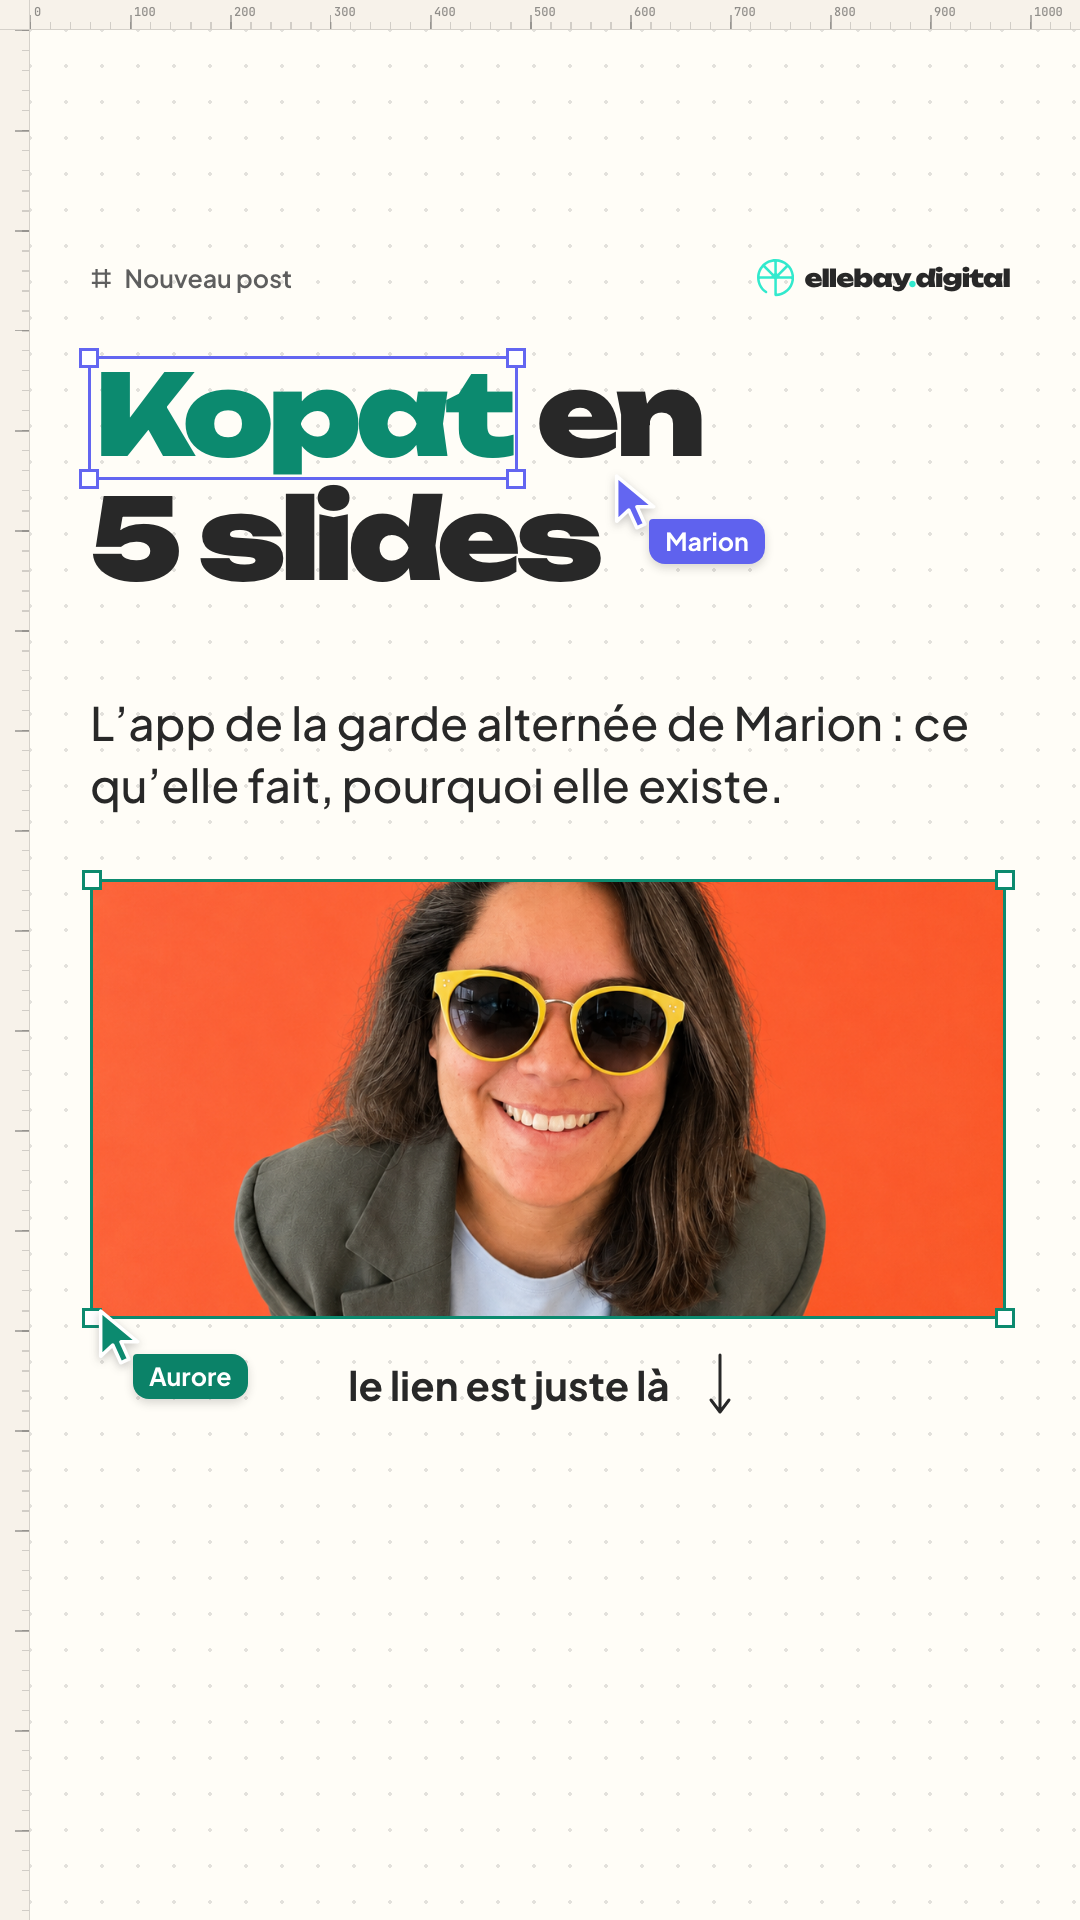 0 100 200 300 400 500 600 700 800 900 1000
# Nouveau post
ellebay.digital
Kopat en
5 slides
Marion
L’app de la garde alternée de Marion : ce
qu’elle fait, pourquoi elle existe.
Aurore
le lien est juste là ↓